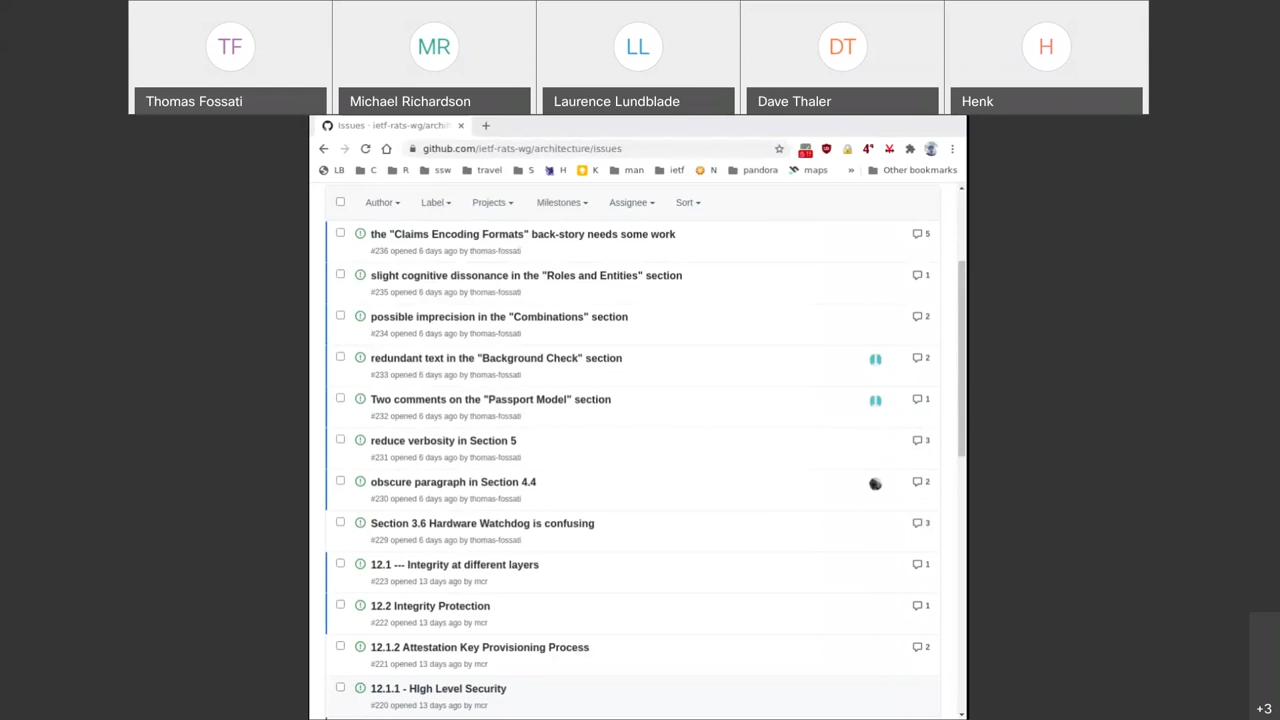 TF
MR
LL
DT
H
Thomas Fossati
Michael Richardson
Laurence Lundblade
Dave Thaler
Henk
Issues · ietf-rats-wg/archit
github.com/ietf-rats-wg/architecture/issues
LB C R ssw travel S H K man ietf N pandora maps » Other bookmarks
Author Label Projects Milestones Assignee Sort
the "Claims Encoding Formats" back-story needs some work 5
#236 opened 6 days ago by thomas-fossati
slight cognitive dissonance in the "Roles and Entities" section 1
#235 opened 6 days ago by thomas-fossati
possible imprecision in the "Combinations" section 2
#234 opened 6 days ago by thomas-fossati
redundant text in the "Background Check" section 2
#233 opened 6 days ago by thomas-fossati
Two comments on the "Passport Model" section 1
#232 opened 6 days ago by thomas-fossati
reduce verbosity in Section 5 3
#231 opened 6 days ago by thomas-fossati
obscure paragraph in Section 4.4 2
#230 opened 6 days ago by thomas-fossati
Section 3.6 Hardware Watchdog is confusing 3
#229 opened 6 days ago by thomas-fossati
12.1 --- Integrity at different layers 1
#223 opened 13 days ago by mcr
12.2 Integrity Protection 1
#222 opened 13 days ago by mcr
12.1.2 Attestation Key Provisioning Process 2
#221 opened 13 days ago by mcr
12.1.1 - HIgh Level Security
#220 opened 13 days ago by mcr
+3